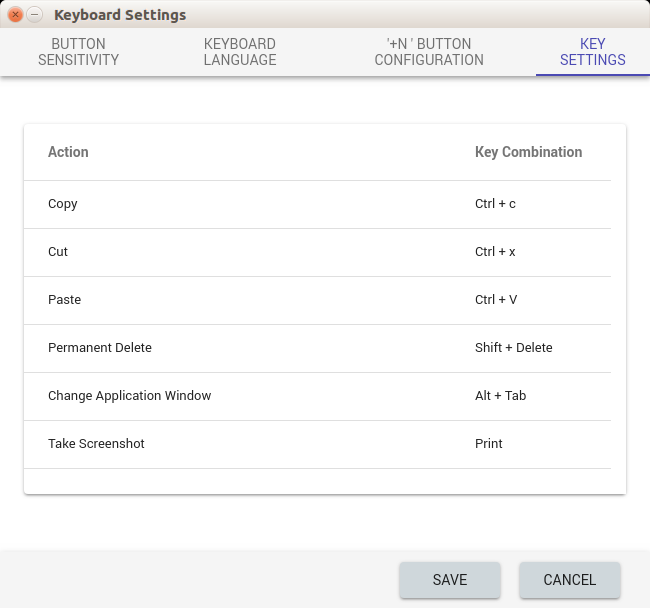 Keyboard Settings
BUTTON
SENSITIVITY
KEYBOARD
LANGUAGE
'+N ' BUTTON
CONFIGURATION
KEY
SETTINGS
Action Key Combination
Copy Ctrl + c
Cut Ctrl + x
Paste Ctrl + V
Permanent Delete Shift + Delete
Change Application Window Alt + Tab
Take Screenshot Print
SAVE CANCEL